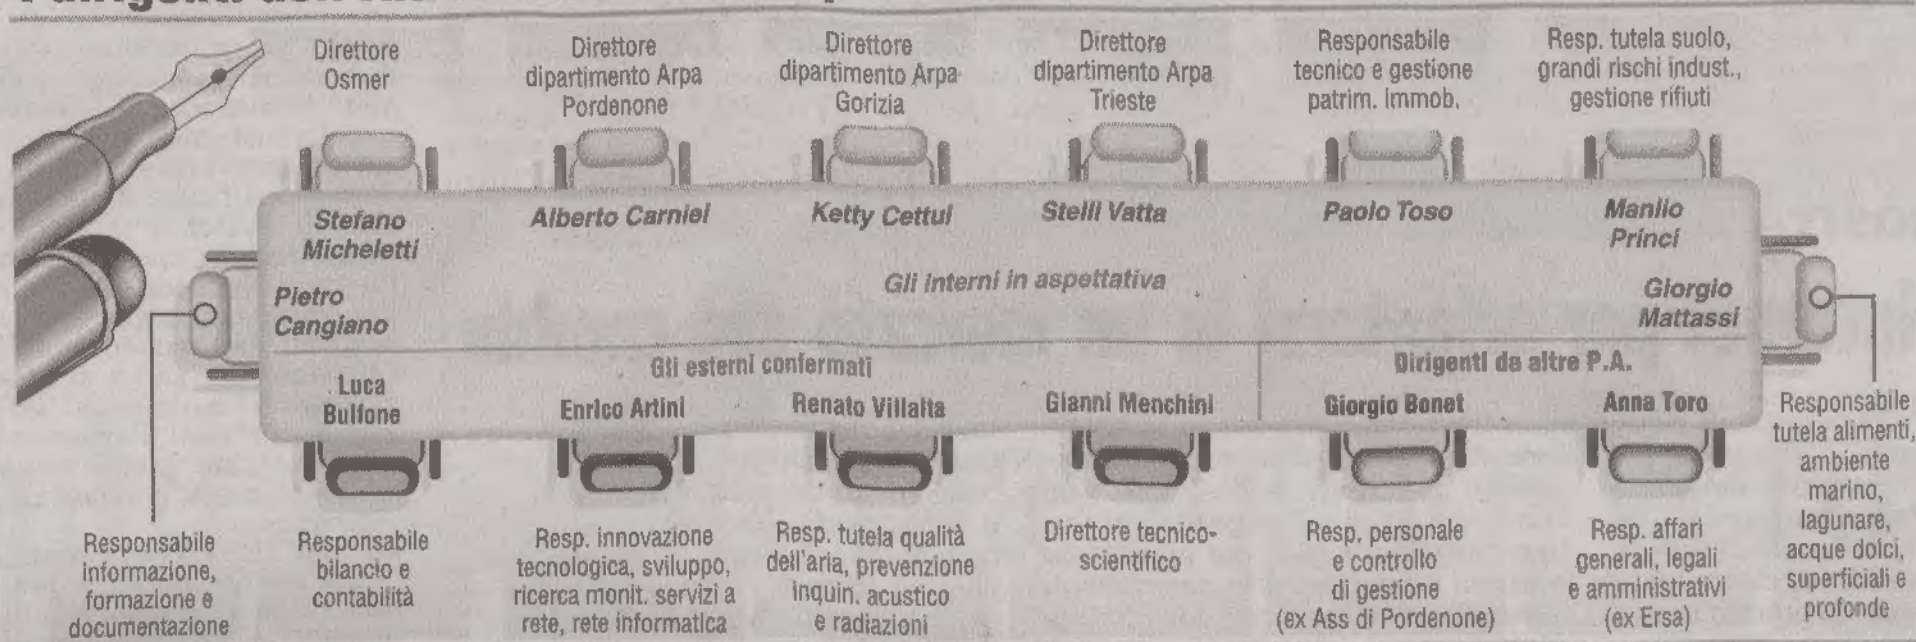 Direttore
Osmer
Direttore
dipartimento Arpa
Pordenone
Direttore
dipartimento Arpa
Gorizia
Direttore
dipartimento Arpa
Trieste
Responsabile
tecnico e gestione
patrim. immob.
Resp. tutela suolo,
grandi rischi indust.,
gestione rifiuti
Stefano
Micheletti
Alberto Carniel
Ketty Cettul
Stelli Vatta
Paolo Toso
Manlio
Princi
Gli interni in aspettativa
Pietro
Cangiano
Giorgio
Mattassi
Gli esterni confermati
Dirigenti da altre P.A.
Luca
Bulfone
Enrico Artini
Renato Villalta
Gianni Menchini
Giorgio Bonet
Anna Toro
Responsabile
informazione,
formazione e
documentazione
Responsabile
bilancio e
contabilità
Resp. innovazione
tecnologica, sviluppo,
ricerca monit. servizi a
rete, rete informatica
Resp. tutela qualità
dell'aria, prevenzione
inquin. acustico
e radiazioni
Direttore tecnico-
scientifico
Resp. personale
e controllo
di gestione
(ex Ass di Pordenone)
Resp. affari
generali, legali
e amministrativi
(ex Ersa)
Responsabile
tutela alimenti,
ambiente
marino,
lagunare,
acque dolci,
superficiali e
profonde